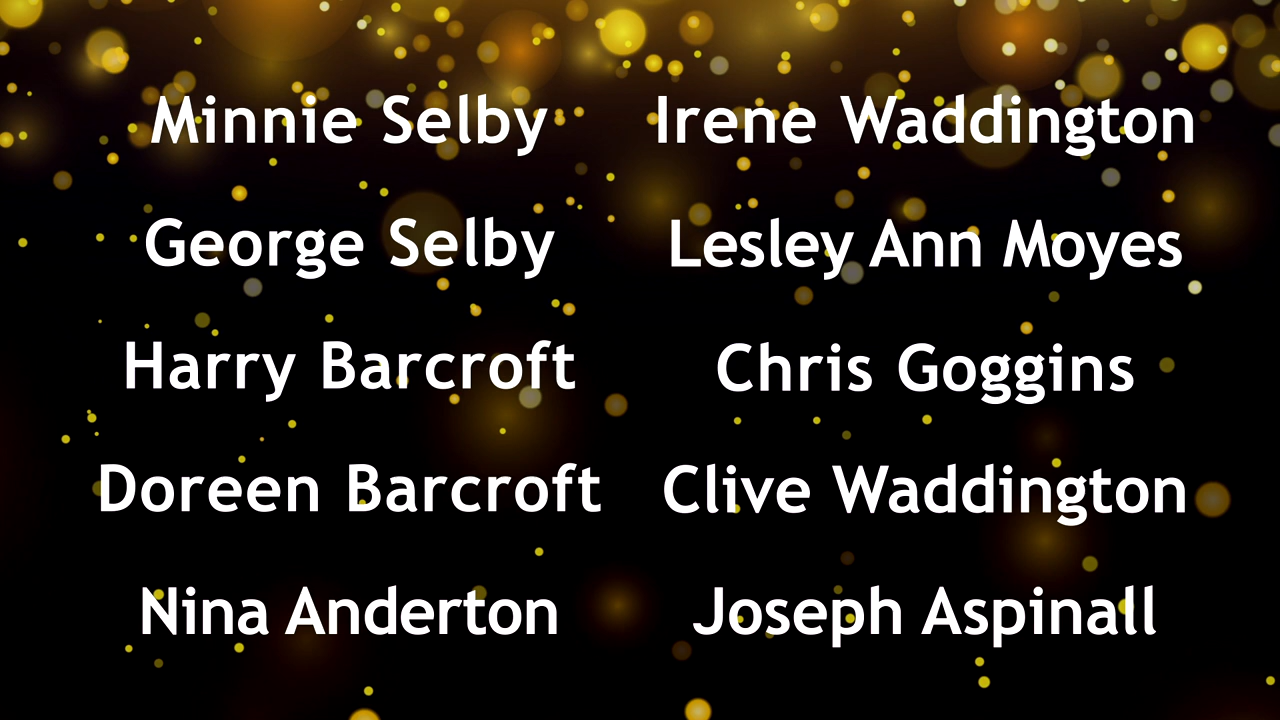 Minnie Selby
George Selby
Harry Barcroft
Doreen Barcroft
Nina Anderton
Irene Waddington
Lesley Ann Moyes
Chris Goggins
Clive Waddington
Joseph Aspinall